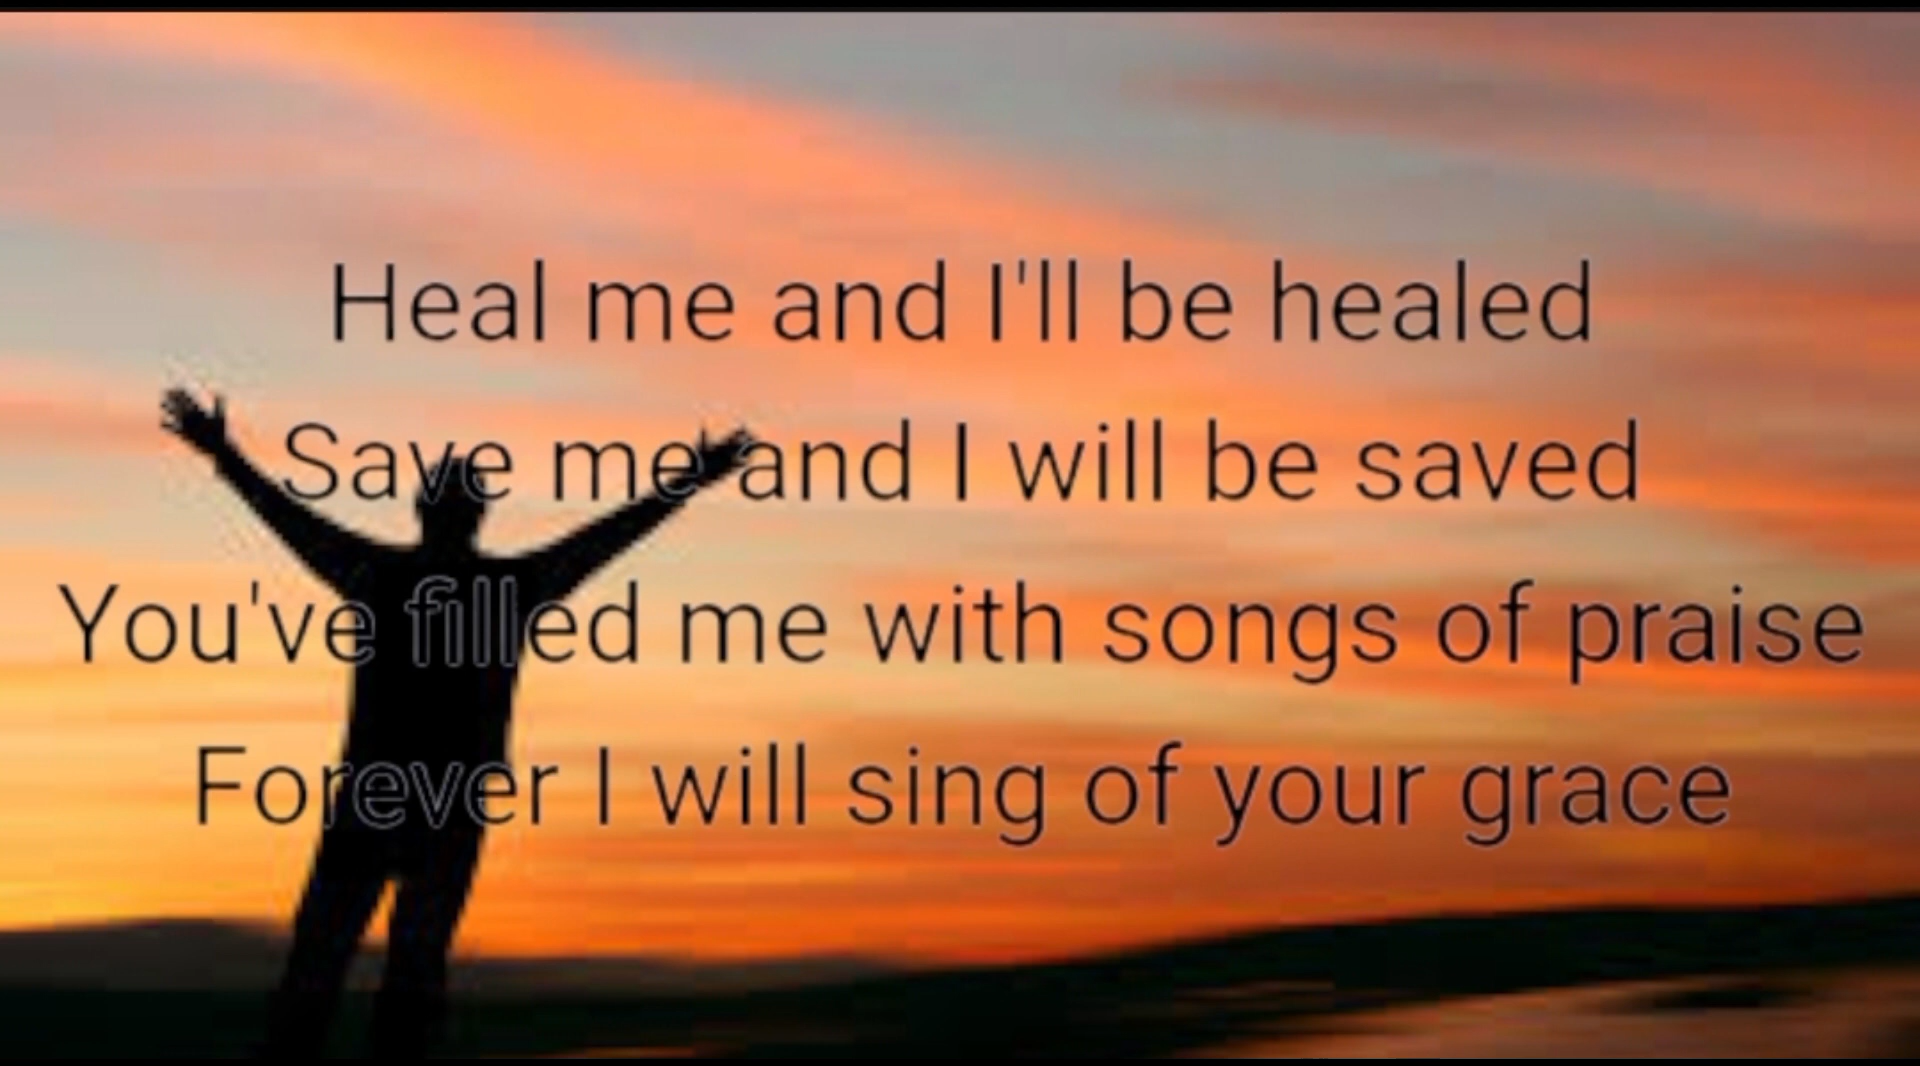 Heal me and I'll be healed
Save me and I will be saved
You've filled me with songs of praise
Forever I will sing of your grace